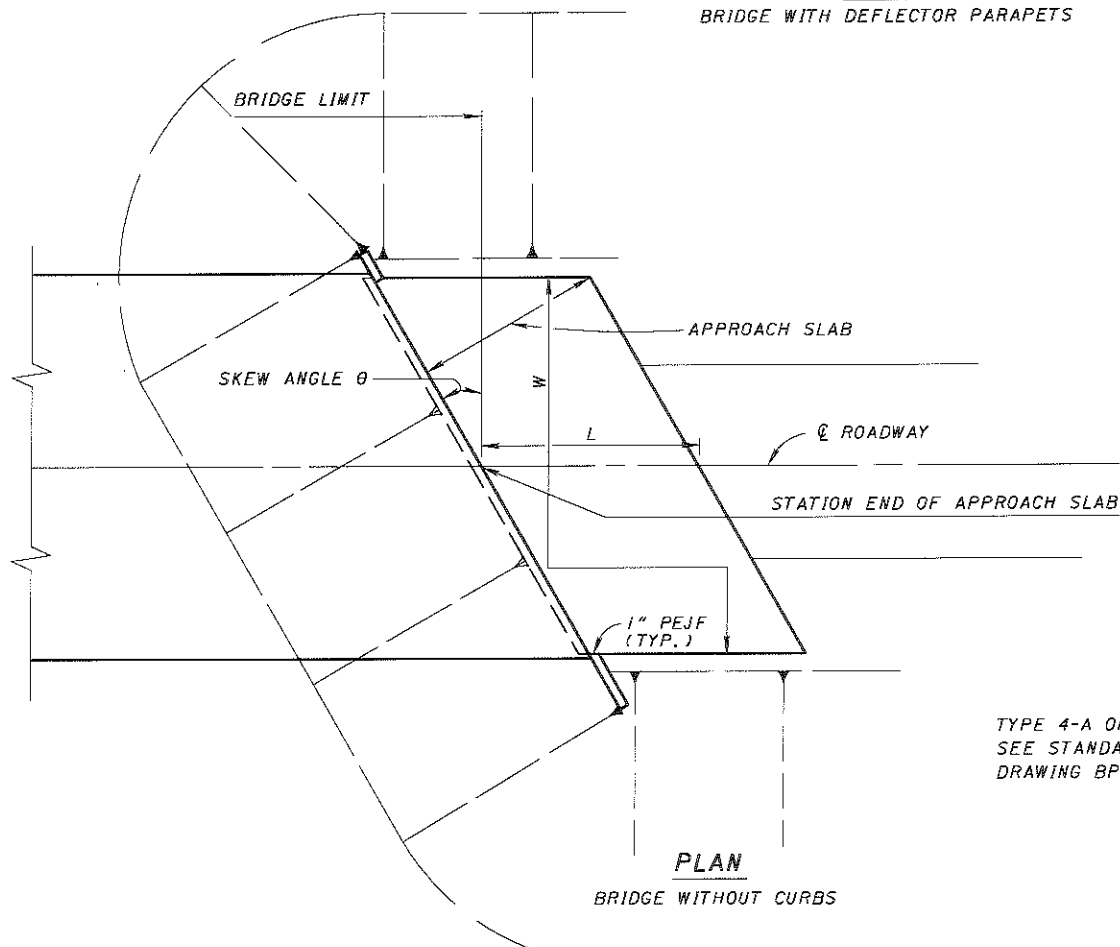 BRIDGE WITH DEFLECTOR PARAPETS
BRIDGE LIMIT
APPROACH SLAB
SKEW ANGLE θ
W
L
℄ ROADWAY
STATION END OF APPROACH SLAB
1" PEJF
(TYP.)
TYPE 4-A
SEE
DRAWING BP
PLAN
BRIDGE WITHOUT CURBS